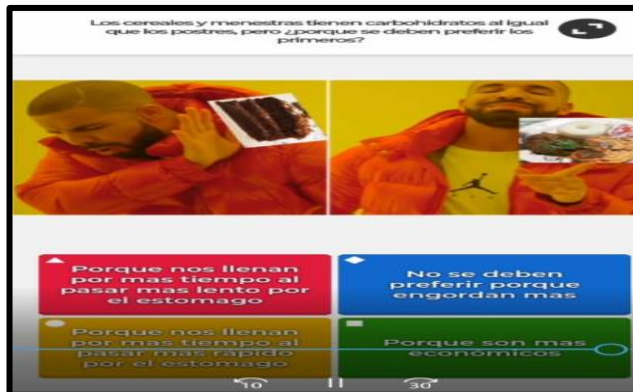 Los cereales y menestras tienen carbohidratos al igual
que los postres, pero ¿porque se deben preferir los
primeros?
Porque nos llenan
por mas tiempo al
pasar mas lento por
el estomago
No se deben
preferir porque
engordan mas
Porque nos llenan
por mas tiempo al
pasar mas rapido
por el estomago
Porque son mas
económicos
10
30